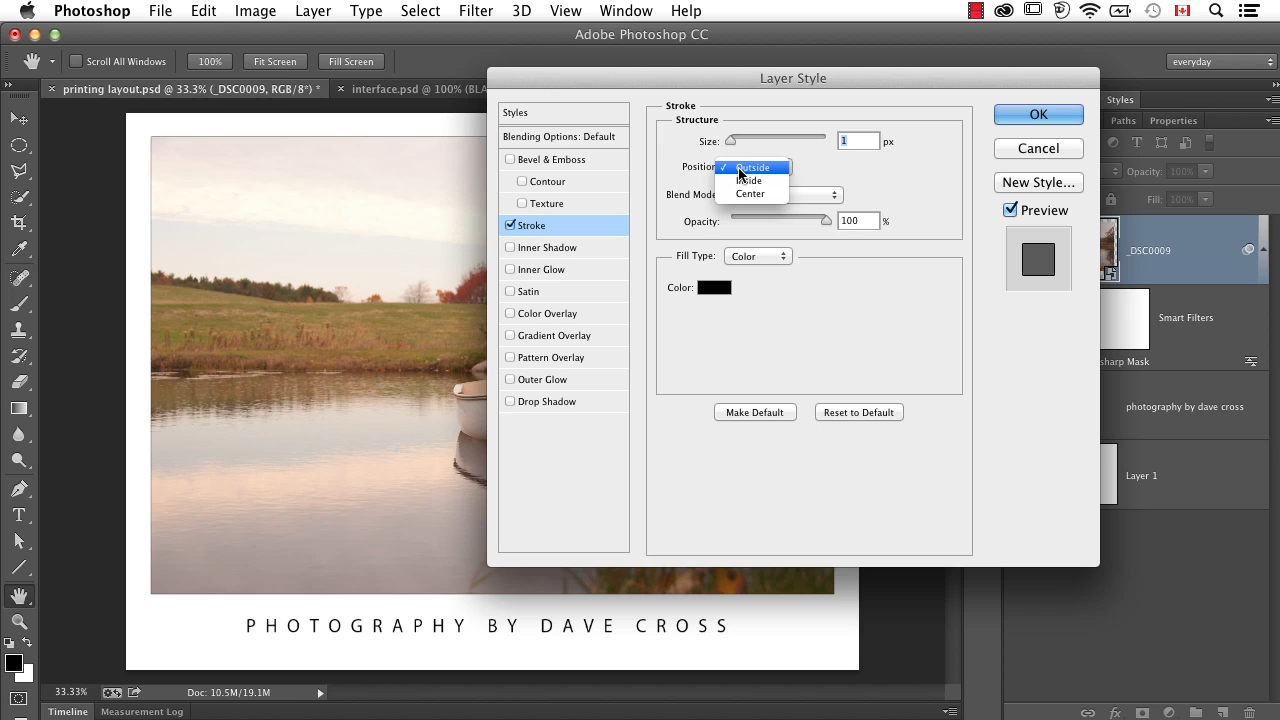 Photoshop File Edit Image Layer Type Select Filter 3D View Window Help
Adobe Photoshop CC
Scroll All Windows 100% Fit Screen Fill Screen everyday
printing layout.psd @ 33.3% (_DSC0009, RGB/8*) * interface.psd @ 100% (BLA
Layer Style
Styles
Blending Options: Default
Bevel & Emboss
Contour
Texture
Stroke
Inner Shadow
Inner Glow
Satin
Color Overlay
Gradient Overlay
Pattern Overlay
Outer Glow
Drop Shadow
Stroke
Structure
Size: 1 px
Position Outside
Inside
Center
Blend Mode
Opacity: 100 %
Fill Type: Color
Color:
Make Default Reset to Default
OK
Cancel
New Style...
Preview
Styles
Paths Properties
Opacity: 100%
Fill: 100%
_DSC0009
Smart Filters
sharp Mask
photography by dave cross
Layer 1
PHOTOGRAPHY BY DAVE CROSS
33.33% Doc: 10.5M/19.1M
Timeline Measurement Log